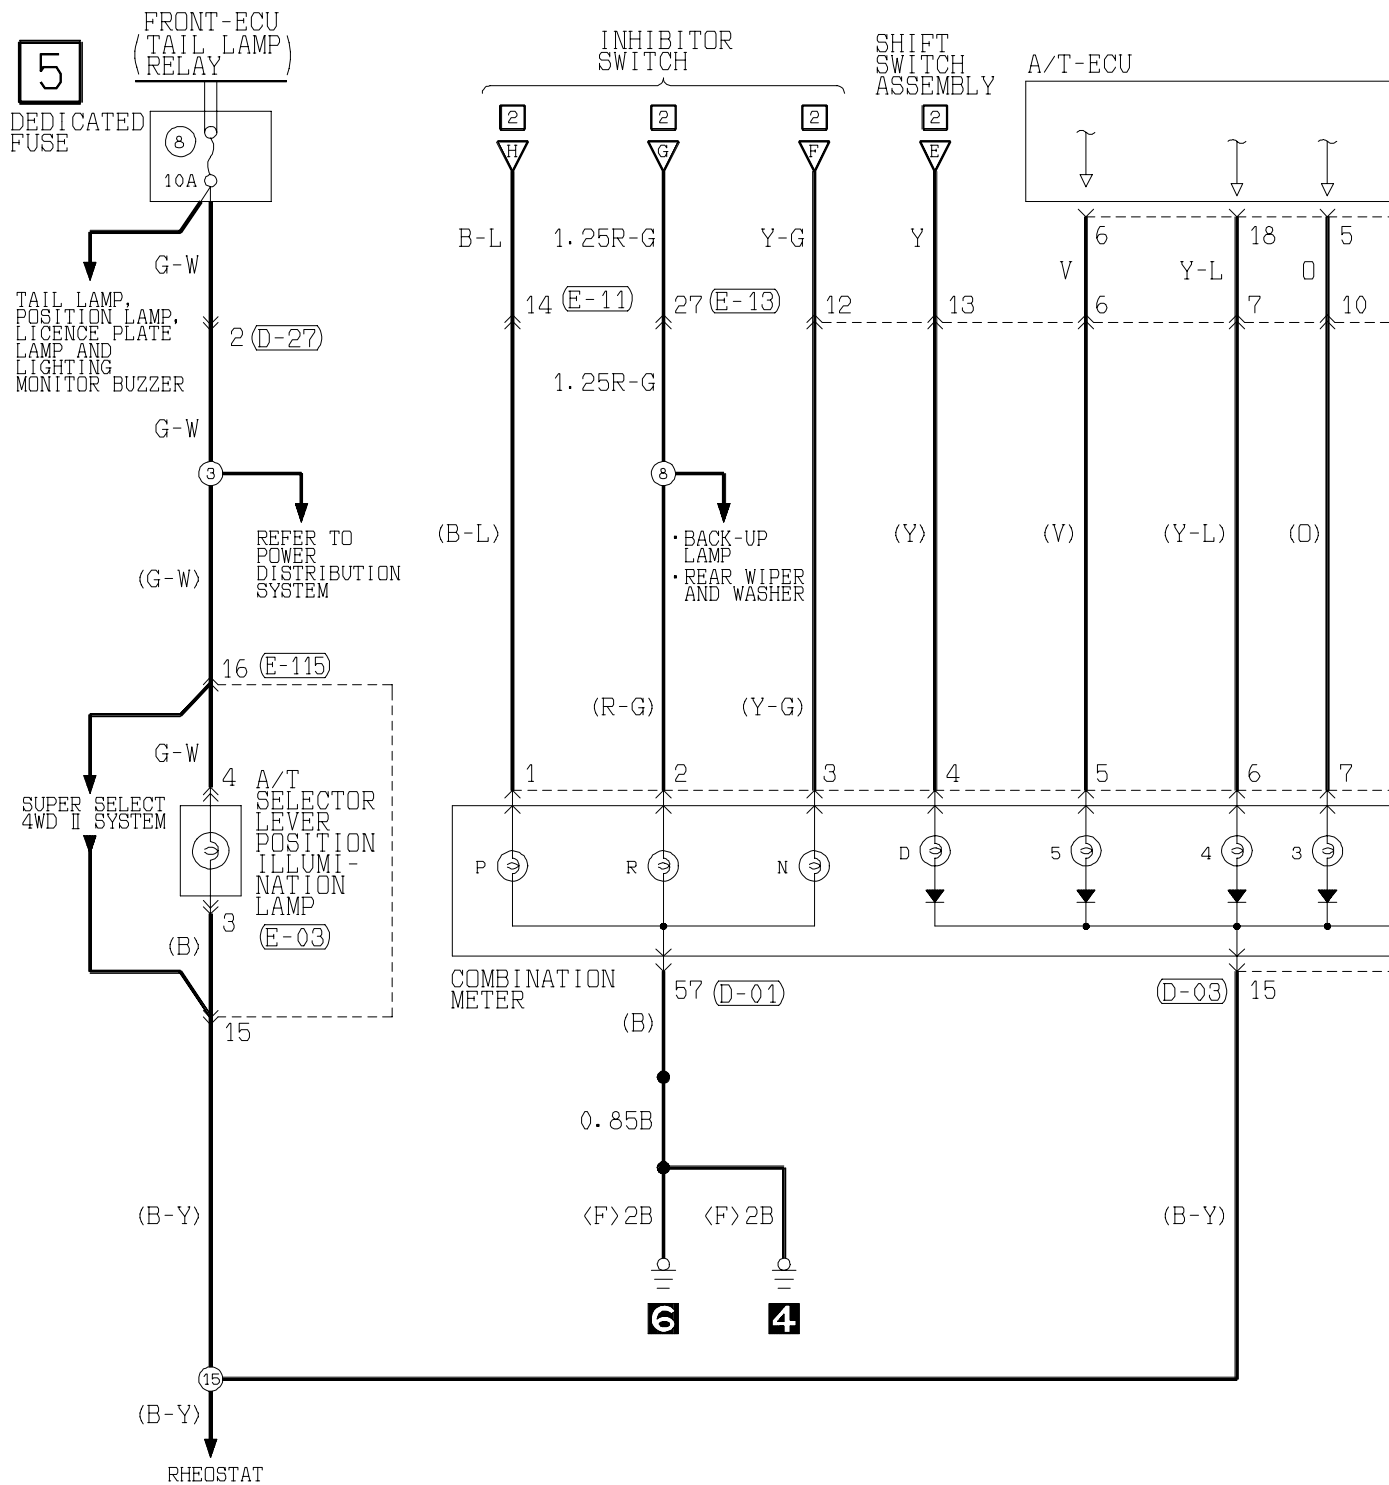 5
FRONT-ECU
(TAIL LAMP
RELAY)
DEDICATED
FUSE
8
10A
INHIBITOR
SWITCH
SHIFT
SWITCH
ASSEMBLY
A/T-ECU
2
2
2
2
H
G
F
E
B-L
1.25R-G
Y-G
Y
6
18
5
G-W
V
Y-L
O
TAIL LAMP,
POSITION LAMP,
LICENCE PLATE
LAMP AND
LIGHTING
MONITOR BUZZER
14
E-11
27
E-13
12
13
6
7
10
2
D-27
1.25R-G
G-W
3
8
REFER TO
POWER
DISTRIBUTION
SYSTEM
(B-L)
·BACK-UP
LAMP
·REAR WIPER
AND WASHER
(Y)
(V)
(Y-L)
(O)
(G-W)
16
E-115
(R-G)
(Y-G)
G-W
4
1
2
3
4
5
6
7
SUPER SELECT
4WD II SYSTEM
A/T
SELECTOR
LEVER
POSITION
ILLUMI-
NATION
LAMP
P
R
N
D
5
4
3
3
E-03
(B)
COMBINATION
METER
57
D-01
D-03
15
15
(B)
0.85B
(B-Y)
<F>2B
<F>2B
(B-Y)
6
4
15
(B-Y)
RHEOSTAT